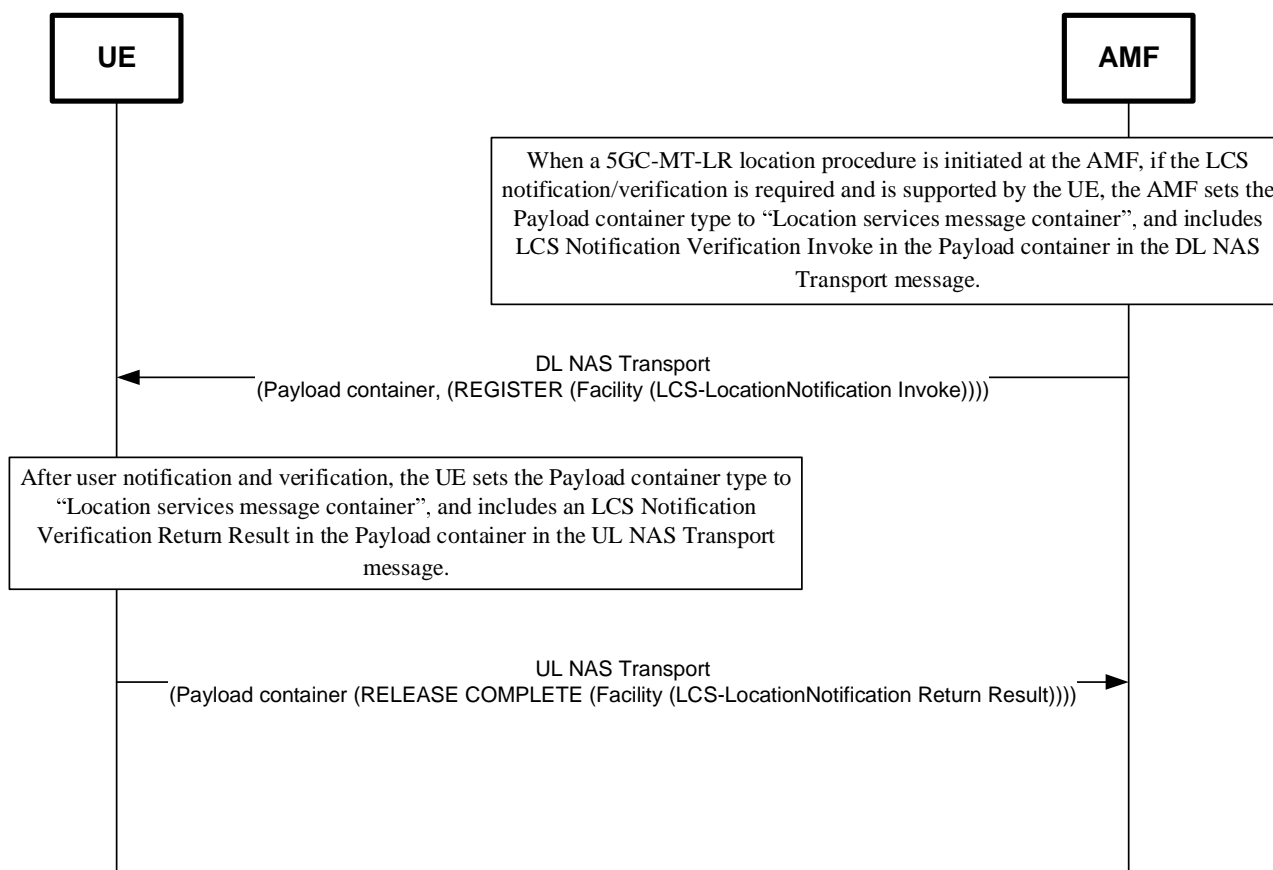 UE
AMF
When a 5GC-MT-LR location procedure is initiated at the AMF, if the LCS
notification/verification is required and is supported by the UE, the AMF sets the
Payload container type to “Location services message container”, and includes
LCS Notification Verification Invoke in the Payload container in the DL NAS
Transport message.
DL NAS Transport
(Payload container, (REGISTER (Facility (LCS-LocationNotification Invoke))))
After user notification and verification, the UE sets the Payload container type to
“Location services message container”, and includes an LCS Notification
Verification Return Result in the Payload container in the UL NAS Transport
message.
UL NAS Transport
(Payload container (RELEASE COMPLETE (Facility (LCS-LocationNotification Return Result))))